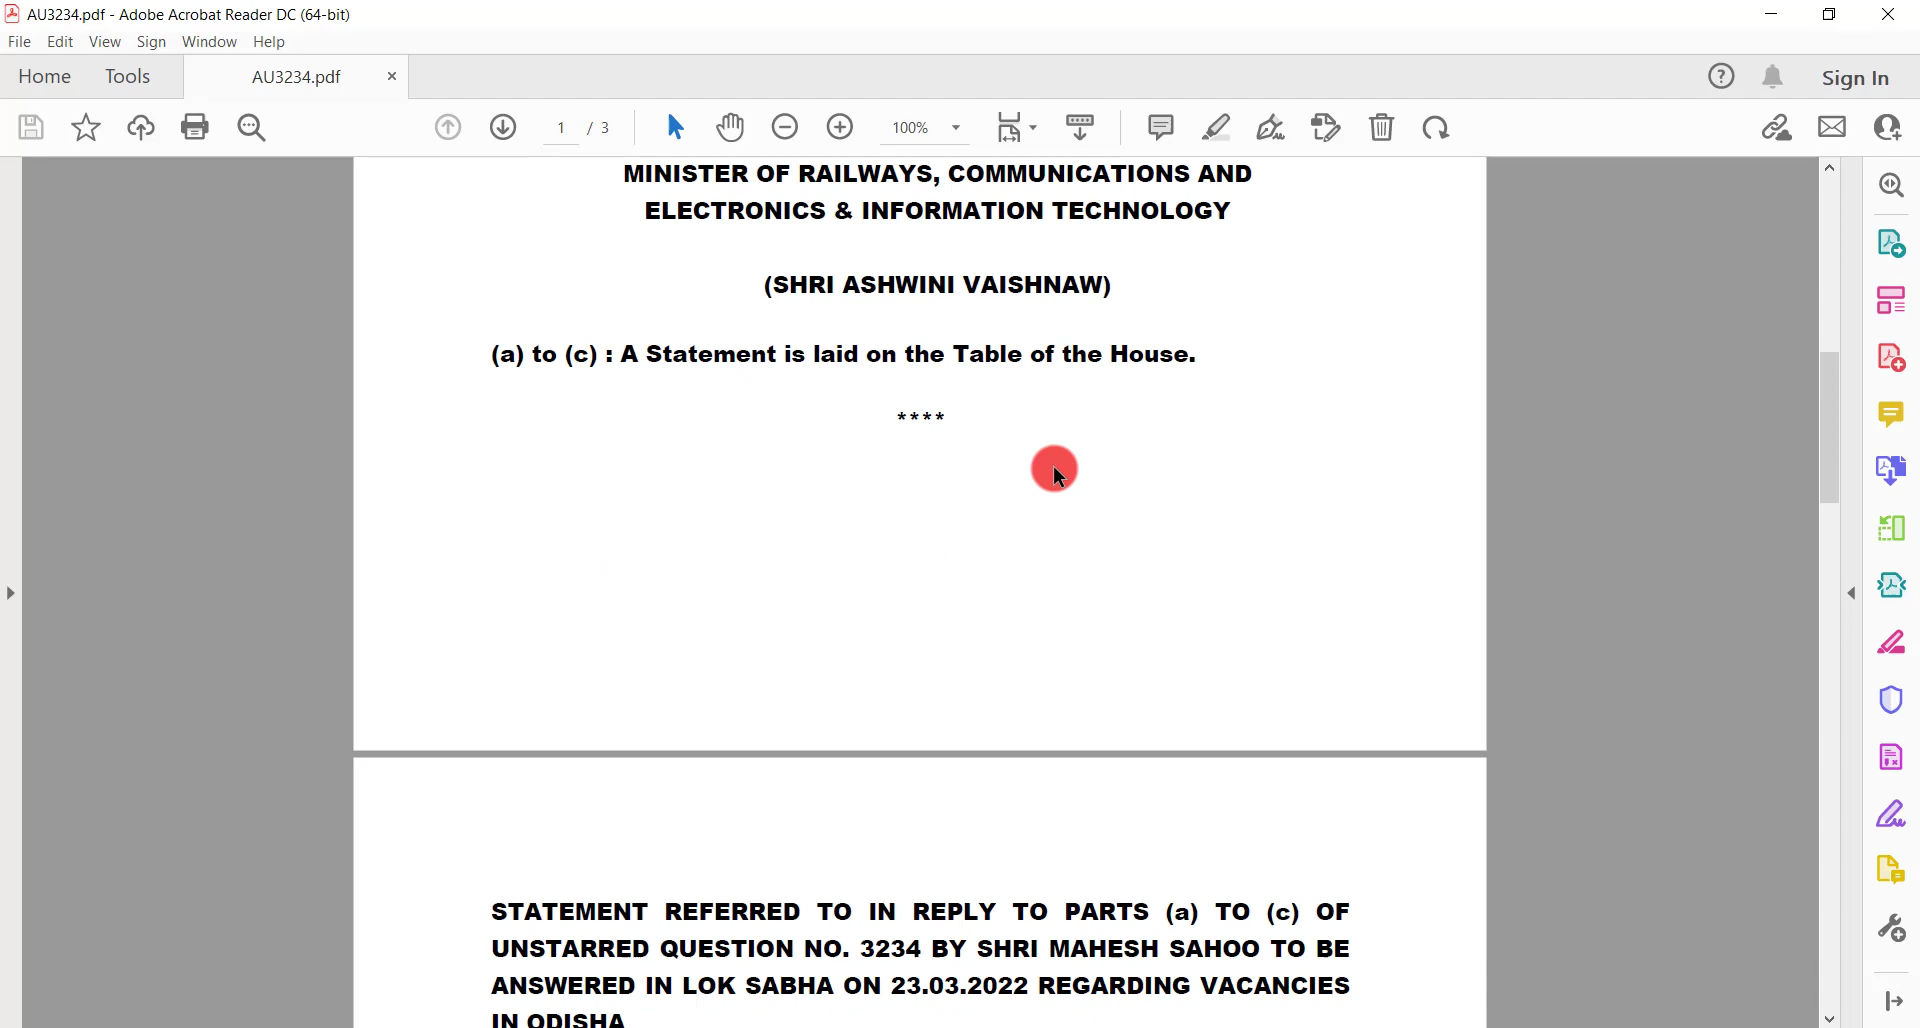 AU3234.pdf - Adobe Acrobat Reader DC (64-bit)
File Edit View Sign Window Help
Home Tools AU3234.pdf × Sign In
1 / 3 100%
MINISTER OF RAILWAYS, COMMUNICATIONS AND
ELECTRONICS & INFORMATION TECHNOLOGY
(SHRI ASHWINI VAISHNAW)
(a) to (c) : A Statement is laid on the Table of the House.
****
STATEMENT REFERRED TO IN REPLY TO PARTS (a) TO (c) OF
UNSTARRED QUESTION NO. 3234 BY SHRI MAHESH SAHOO TO BE
ANSWERED IN LOK SABHA ON 23.03.2022 REGARDING VACANCIES
IN ODISHA